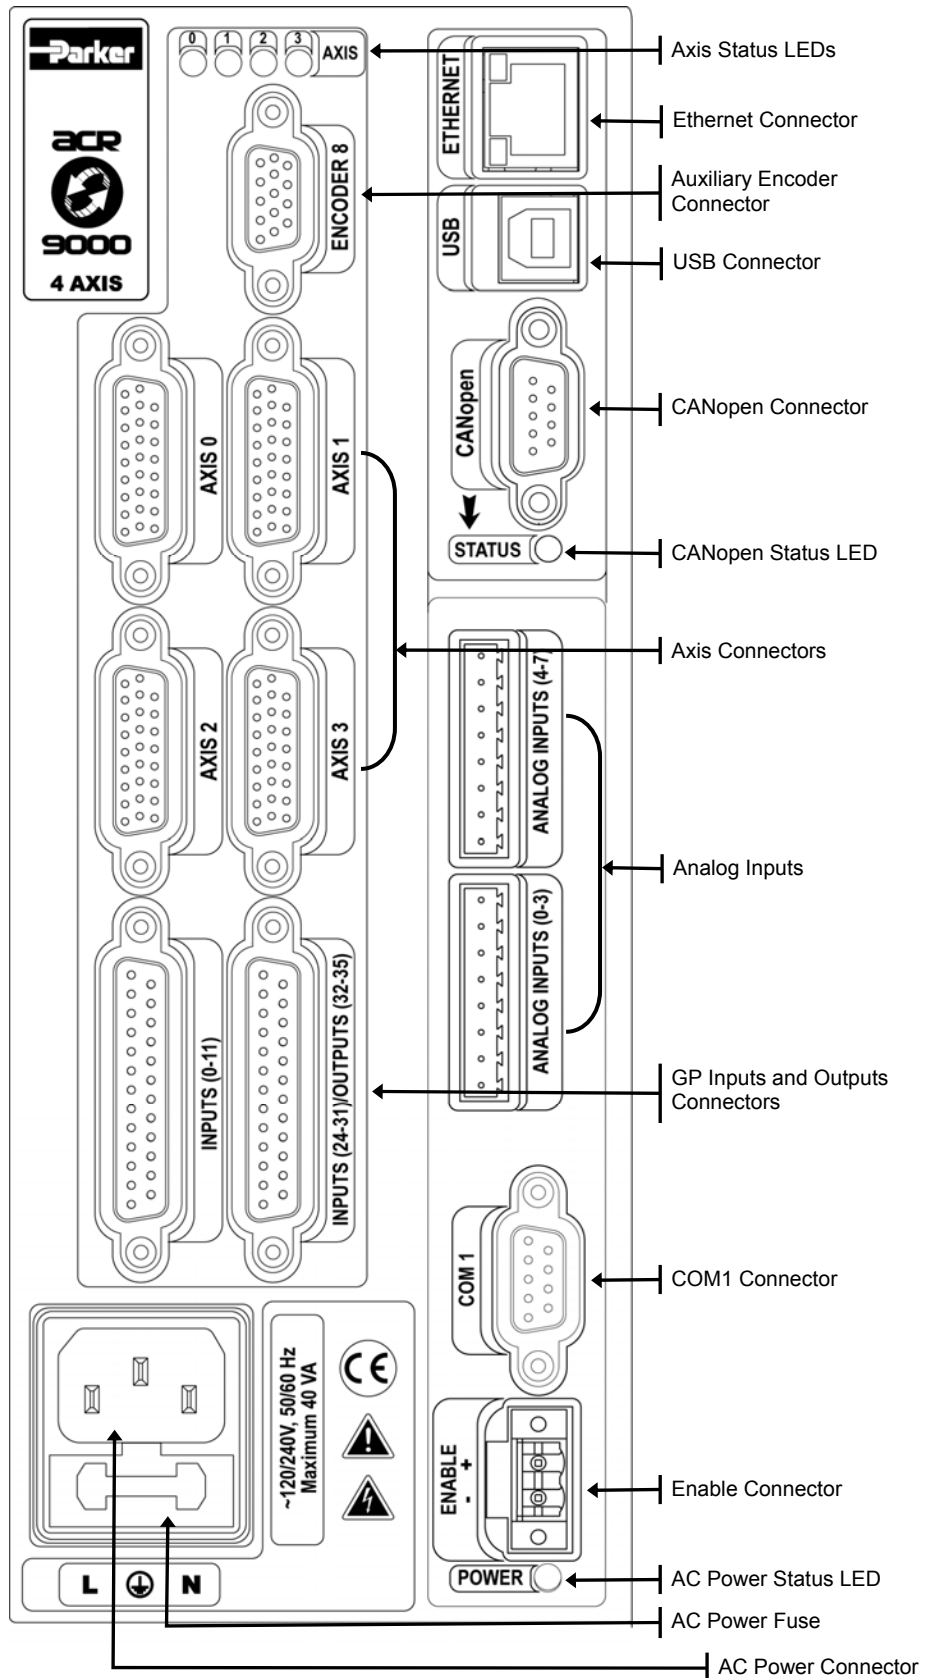 Parker
acr
9000
4 AXIS
0 1 2 3 AXIS
ENCODER 8
ETHERNET
USB
CANopen
STATUS
AXIS 0
AXIS 1
AXIS 2
AXIS 3
ANALOG INPUTS (4-7)
ANALOG INPUTS (0-3)
INPUTS (0-11)
INPUTS (24-31)/OUTPUTS (32-35)
COM 1
~120/240V, 50/60 Hz
Maximum 40 VA
CE
ENABLE
- +
POWER
L N
Axis Status LEDs
Ethernet Connector
Auxiliary Encoder
Connector
USB Connector
CANopen Connector
CANopen Status LED
Axis Connectors
Analog Inputs
GP Inputs and Outputs
Connectors
COM1 Connector
Enable Connector
AC Power Status LED
AC Power Fuse
AC Power Connector